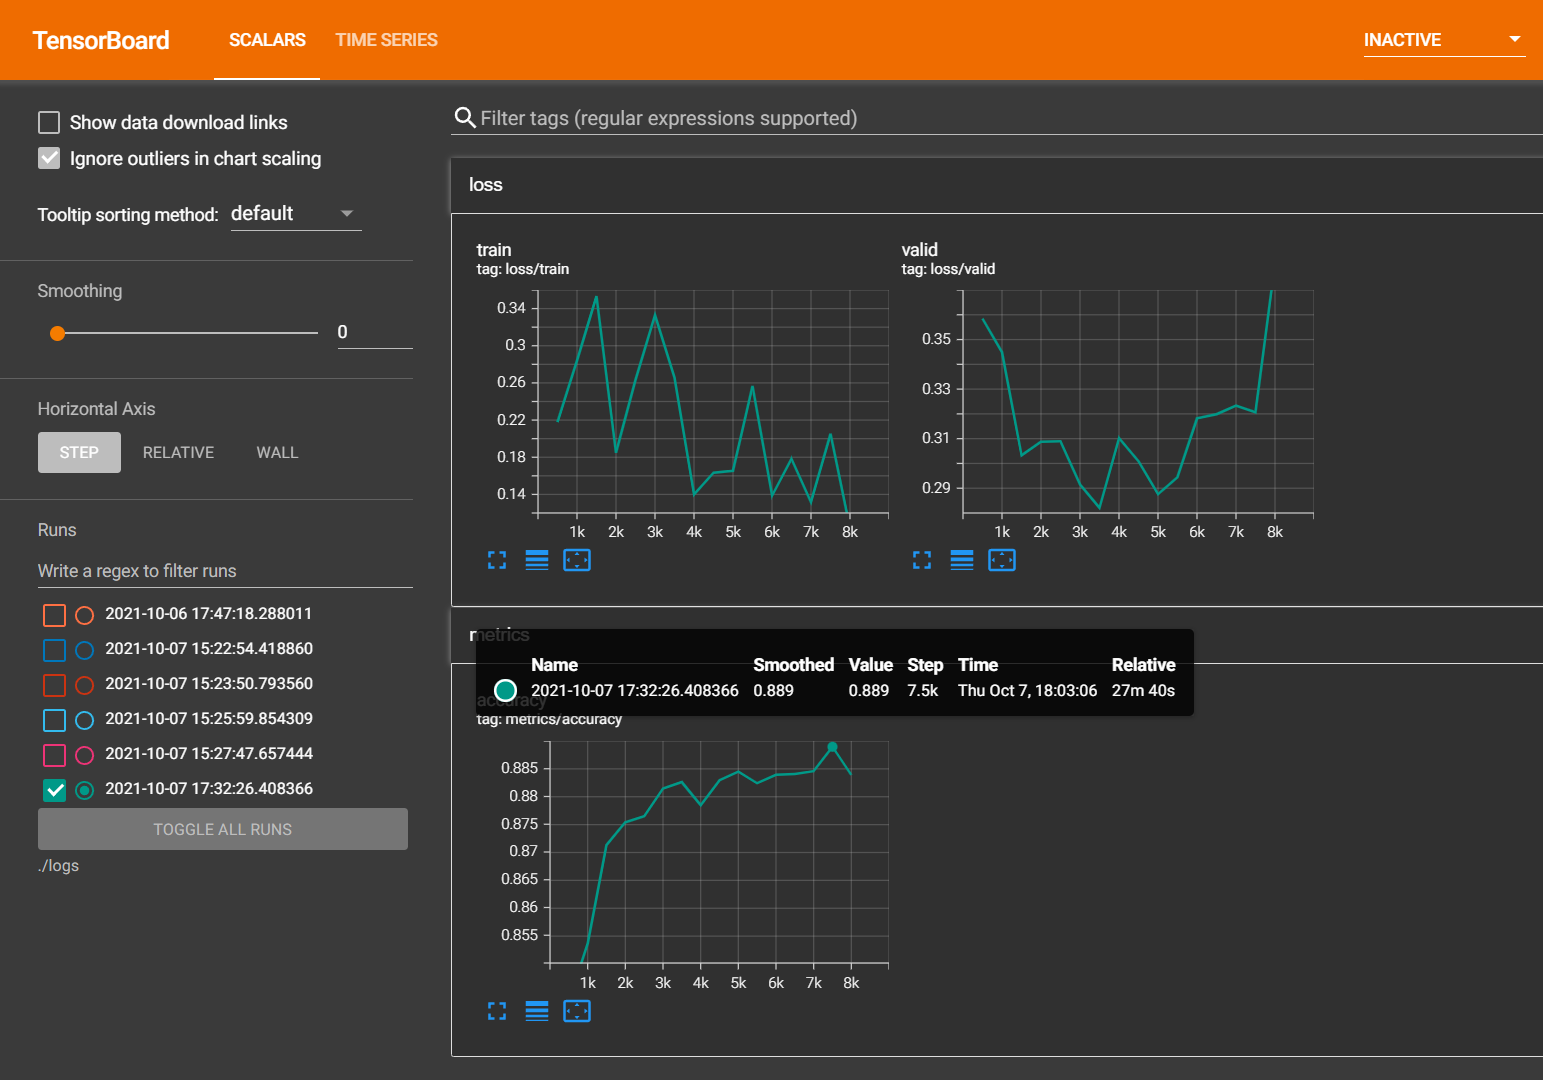 TensorBoard
SCALARS
TIME SERIES
INACTIVE
Show data download links
Ignore outliers in chart scaling
Tooltip sorting method: default
Smoothing
0
Horizontal Axis
STEP RELATIVE WALL
Runs
Write a regex to filter runs
2021-10-06 17:47:18.288011
2021-10-07 15:22:54.418860
2021-10-07 15:23:50.793560
2021-10-07 15:25:59.854309
2021-10-07 15:27:47.657444
2021-10-07 17:32:26.408366
TOGGLE ALL RUNS
./logs
Filter tags (regular expressions supported)
loss
train
tag: loss/train
0.34
0.3
0.26
0.22
0.18
0.14
1k 2k 3k 4k 5k 6k 7k 8k
valid
tag: loss/valid
0.35
0.33
0.31
0.29
1k 2k 3k 4k 5k 6k 7k 8k
metrics
Name Smoothed Value Step Time Relative
2021-10-07 17:32:26.408366 0.889 0.889 7.5k Thu Oct 7, 18:03:06 27m 40s
accuracy
tag: metrics/accuracy
0.885
0.88
0.875
0.87
0.865
0.86
0.855
1k 2k 3k 4k 5k 6k 7k 8k